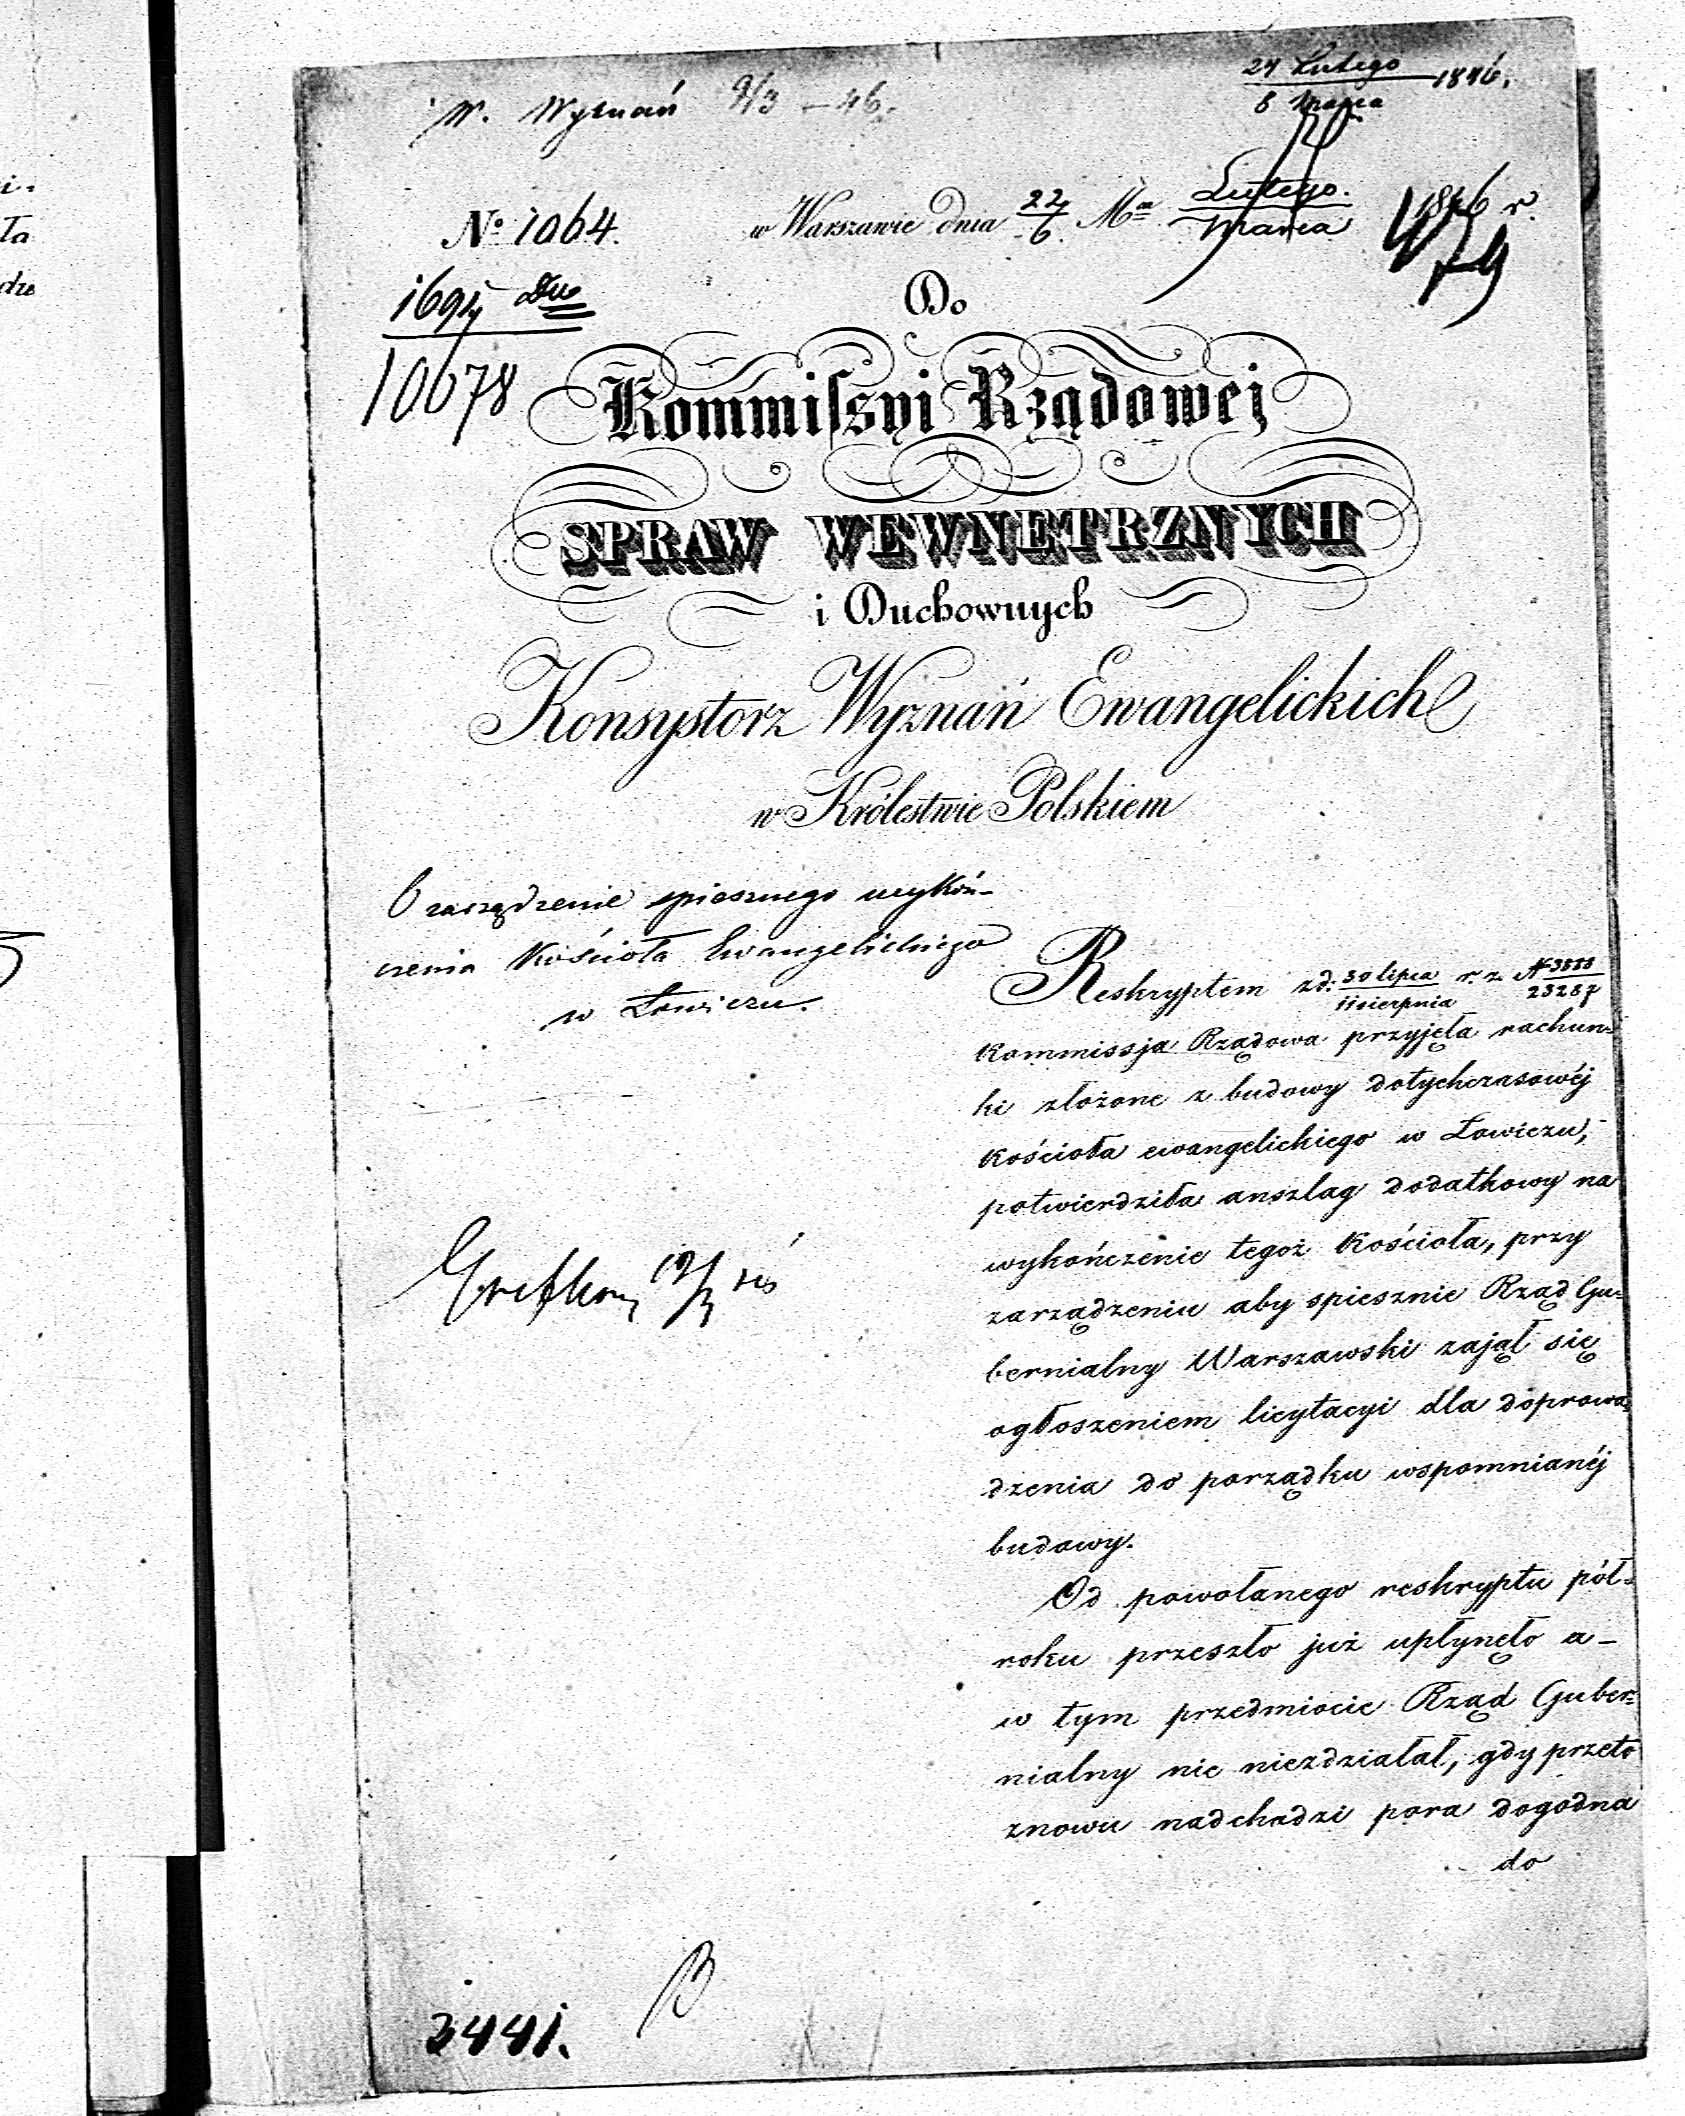 i-
ła
dze
24 Lutego 1846.
8 Marca
W. Wyznań 9/3 – 46.
№ 1064.
w Warszawie dnia 22/6. Mca Lutego./Marca 1846 r.
10678
Do
Kommissyi Rządowej
SPRAW WEWNĘTRZNYCH
i Duchownych
Konsystorz Wyznań Ewangelickich
w Królestwie Polskiem
O zarządzenie spiesznego wykoń-
czenia Kościoła Ewangelickiego
w Łowiczu.
Reskryptem z d: 30 lipca/11 sierpnia r. z. N 3888/23287
Kommissja Rządowa przyjęła rachun-
ki złożone z budowy dotychczasowéj
Kościoła ewangelickiego w Łowiczu,
potwierdziła anszlag dodatkowy na
wykończenie tegoż Kościoła, przy
zarządzeniu aby spiesznie Rząd Gu-
bernialny Warszawski zajął się
ogłoszeniem licytacyi dla doprowa-
dzenia do porządku wspomnianéj
budowy.
Od powołanego reskryptu pół-
roku przeszło już upłynęło a-
w tym przedmiocie Rząd Guber-
nialny nic niezdziałał, gdy przeto
znowu nadchodzi pora dogodna
do
B
3441.